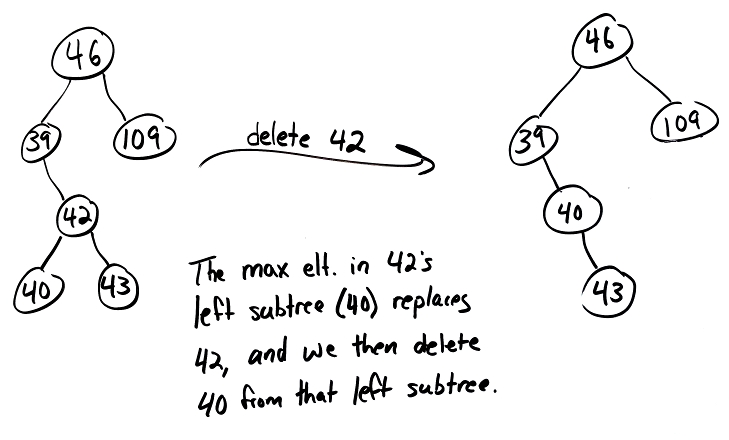 46
46
39
109
delete 42
39
109
42
40
40
43
43
The max elt. in 42's
left subtree (40) replaces
42, and we then delete
40 from that left subtree.